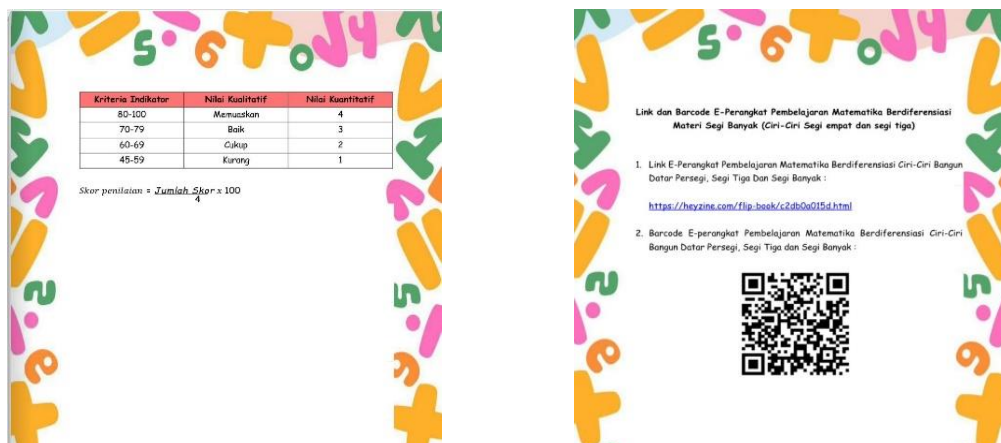 Kriteria Indikator Nilai Kualitatif Nilai Kuantitatif
80-100 Memuaskan 4
70-79 Baik 3
60-69 Cukup 2
45-59 Kurang 1
Skor penilaian = Jumlah Skor x 100
4
Link dan Barcode E-Perangkat Pembelajaran Matematika Berdiferensiasi
Materi Segi Banyak (Ciri-Ciri Segi empat dan segi tiga)
1. Link E-Perangkat Pembelajaran Matematika Berdiferensiasi Ciri-Ciri Bangun
Datar Persegi, Segi Tiga Dan Segi Banyak :
https://heyzine.com/flip-book/c2db0a015d.html
2. Barcode E-perangkat Pembelajaran Matematika Berdiferensiasi Ciri-Ciri
Bangun Datar Persegi, Segi Tiga dan Segi Banyak :